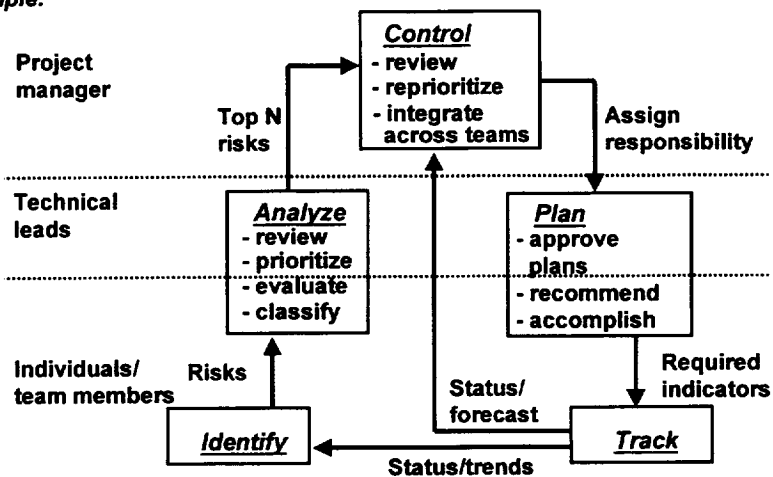 Project
manager
Control
- review
- reprioritize
- integrate
across teams
Top N
risks
Assign
responsibility
Technical
leads
Analyze
- review
- prioritize
- evaluate
- classify
Plan
- approve
plans
- recommend
- accomplish
Individuals/
team members
Risks
Status/
forecast
Required
indicators
Identify
Track
Status/trends